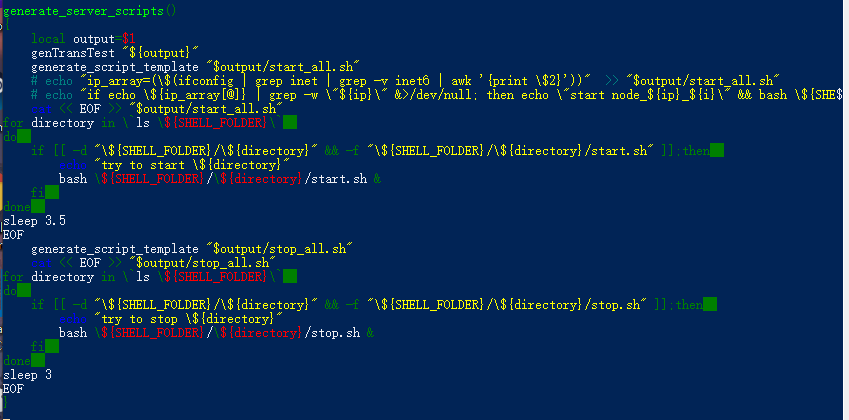 generate_server_scripts()
{
    local output=$1
    genTransTest "${output}"
    generate_script_template "$output/start_all.sh"
    # echo "ip_array=(\$(ifconfig | grep inet | grep -v inet6 | awk '{print \$2}'))"  >> "$output/start_all.sh"
    # echo "if echo \${ip_array[@]} | grep -w \"${ip}\" &>/dev/null; then echo \"start node_${ip}_${i}\" && bash \${SHE$
    cat << EOF >> "$output/start_all.sh"
for directory in \`ls \${SHELL_FOLDER}\`
do
    if [[ -d "\${SHELL_FOLDER}/\${directory}" && -f "\${SHELL_FOLDER}/\${directory}/start.sh" ]];then
        echo "try to start \${directory}"
        bash \${SHELL_FOLDER}/\${directory}/start.sh &
    fi
done
sleep 3.5
EOF
    generate_script_template "$output/stop_all.sh"
    cat << EOF >> "$output/stop_all.sh"
for directory in \`ls \${SHELL_FOLDER}\`
do
    if [[ -d "\${SHELL_FOLDER}/\${directory}" && -f "\${SHELL_FOLDER}/\${directory}/stop.sh" ]];then
        echo "try to stop \${directory}"
        bash \${SHELL_FOLDER}/\${directory}/stop.sh &
    fi
done
sleep 3
EOF
}